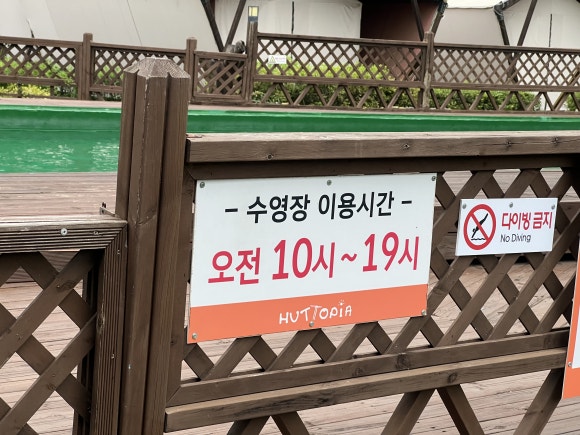 - 수영장 이용시간 -
오전 10시~19시
HUTTOPIA
다이빙 금지
No Diving